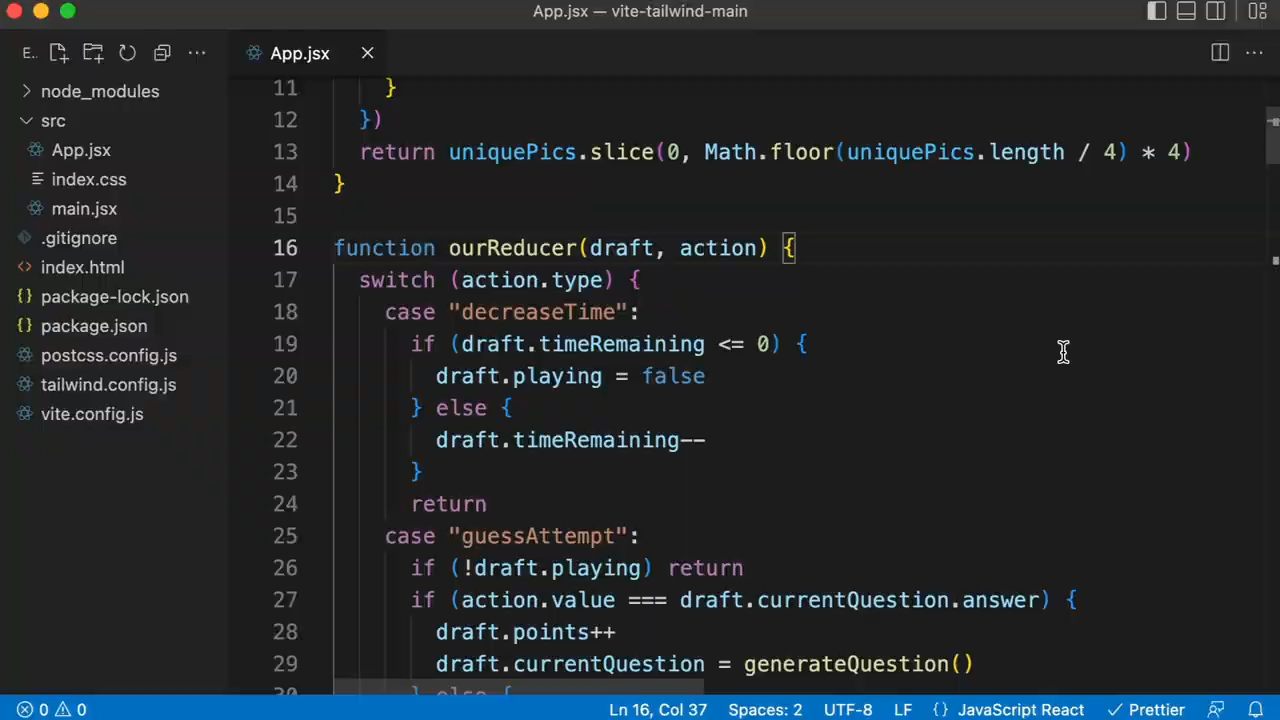 App.jsx — vite-tailwind-main
E..
App.jsx
node_modules
src
App.jsx
index.css
main.jsx
.gitignore
index.html
package-lock.json
package.json
postcss.config.js
tailwind.config.js
vite.config.js
11 }
12 })
13 return uniquePics.slice(0, Math.floor(uniquePics.length / 4) * 4)
14 }
15
16 function ourReducer(draft, action) {
17 switch (action.type) {
18 case "decreaseTime":
19 if (draft.timeRemaining <= 0) {
20 draft.playing = false
21 } else {
22 draft.timeRemaining--
23 }
24 return
25 case "guessAttempt":
26 if (!draft.playing) return
27 if (action.value === draft.currentQuestion.answer) {
28 draft.points++
29 draft.currentQuestion = generateQuestion()
30 } else {
0 0 Ln 16, Col 37 Spaces: 2 UTF-8 LF {} JavaScript React Prettier